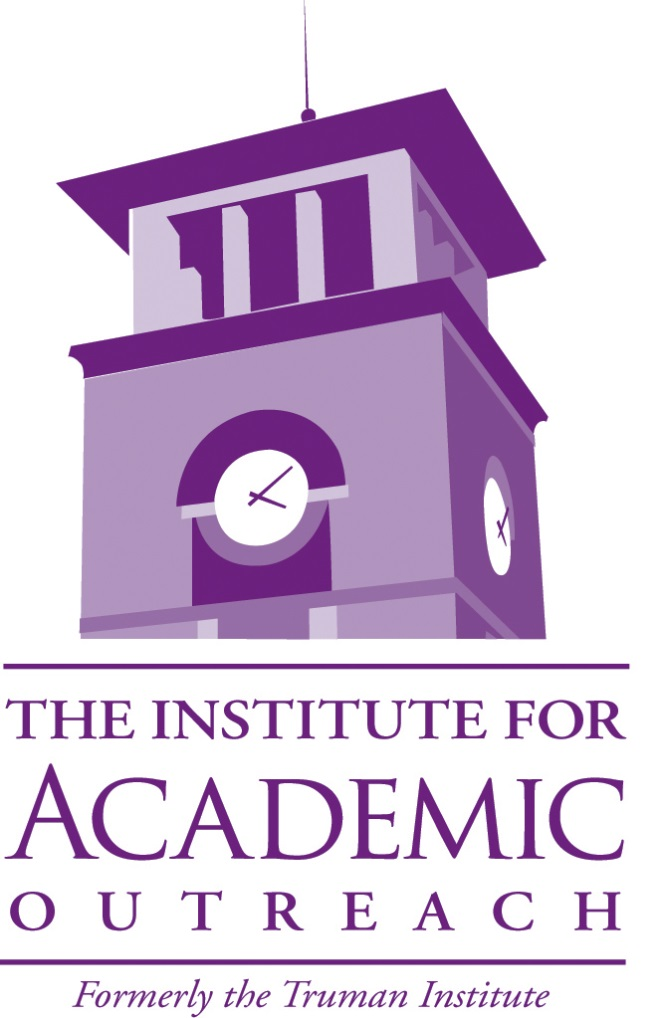 THE INSTITUTE FOR
ACADEMIC
OUTREACH
Formerly the Truman Institute